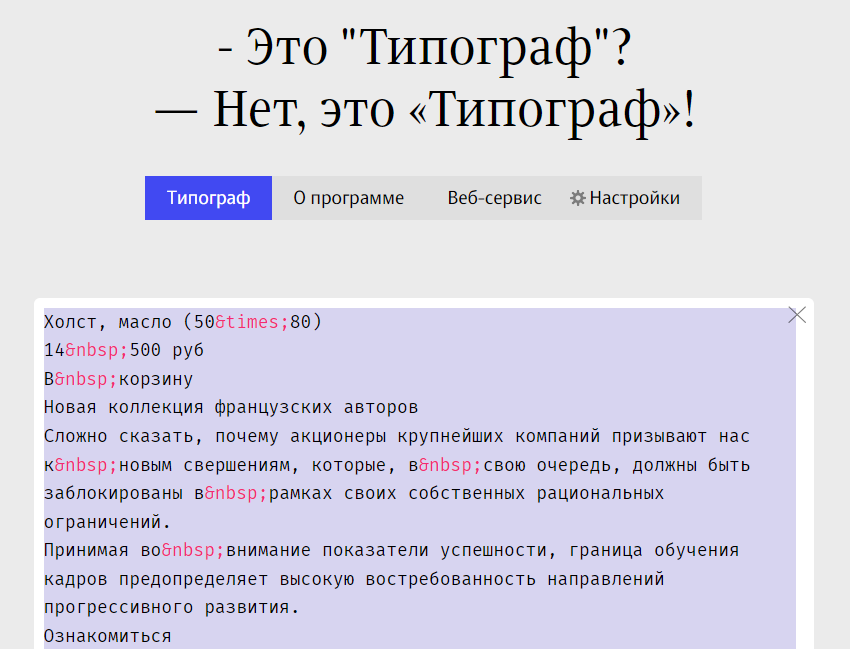 - Это "Типограф"?
— Нет, это «Типограф»!
Типограф
О программе
Веб-сервис
Настройки
Холст, масло (50&times;80)
14&nbsp;500 руб
В&nbsp;корзину
Новая коллекция французских авторов
Сложно сказать, почему акционеры крупнейших компаний призывают нас
к&nbsp;новым свершениям, которые, в&nbsp;свою очередь, должны быть
заблокированы в&nbsp;рамках своих собственных рациональных
ограничений.
Принимая во&nbsp;внимание показатели успешности, граница обучения
кадров предопределяет высокую востребованность направлений
прогрессивного развития.
Ознакомиться